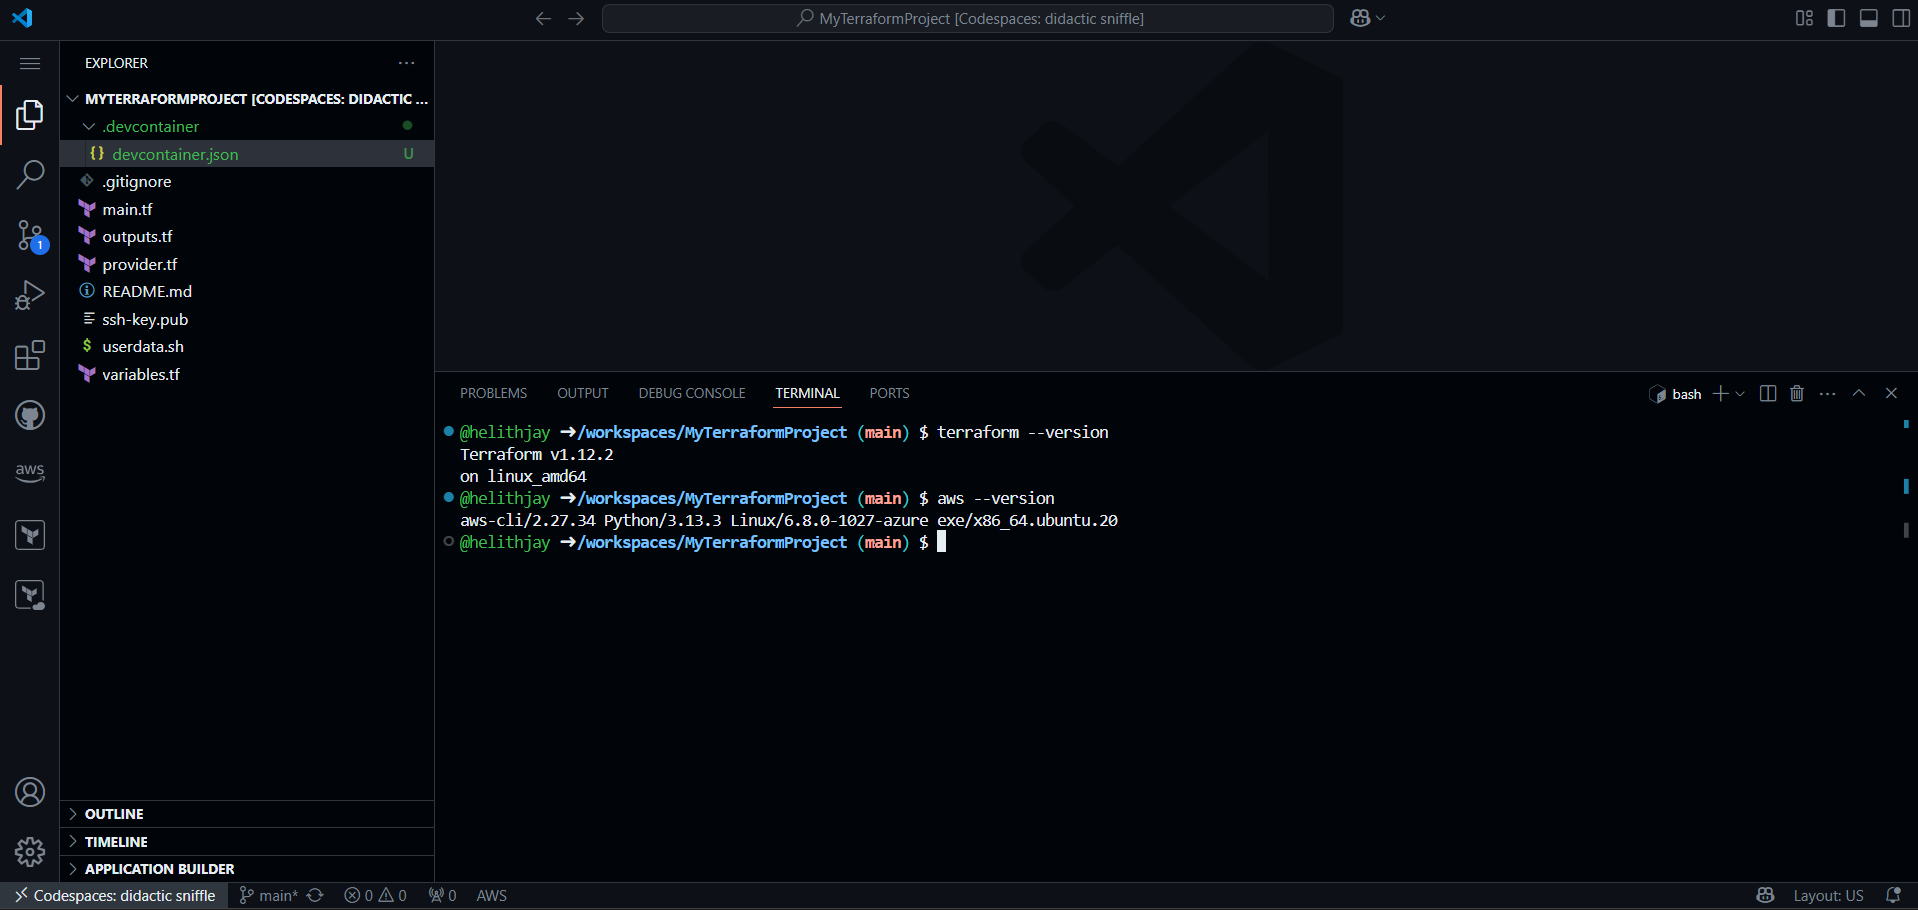 MyTerraformProject [Codespaces: didactic sniffle]
EXPLORER
MYTERRAFORMPROJECT [CODESPACES: DIDACTIC ...
.devcontainer
{} devcontainer.json U
.gitignore
main.tf
outputs.tf
provider.tf
README.md
ssh-key.pub
$ userdata.sh
variables.tf
1
aws
OUTLINE
TIMELINE
APPLICATION BUILDER
PROBLEMS OUTPUT DEBUG CONSOLE TERMINAL PORTS
bash
@helithjay ➜/workspaces/MyTerraformProject (main) $ terraform --version
Terraform v1.12.2
on linux_amd64
@helithjay ➜/workspaces/MyTerraformProject (main) $ aws --version
aws-cli/2.27.34 Python/3.13.3 Linux/6.8.0-1027-azure exe/x86_64.ubuntu.20
@helithjay ➜/workspaces/MyTerraformProject (main) $
Codespaces: didactic sniffle main* 0 0 0 AWS Layout: US